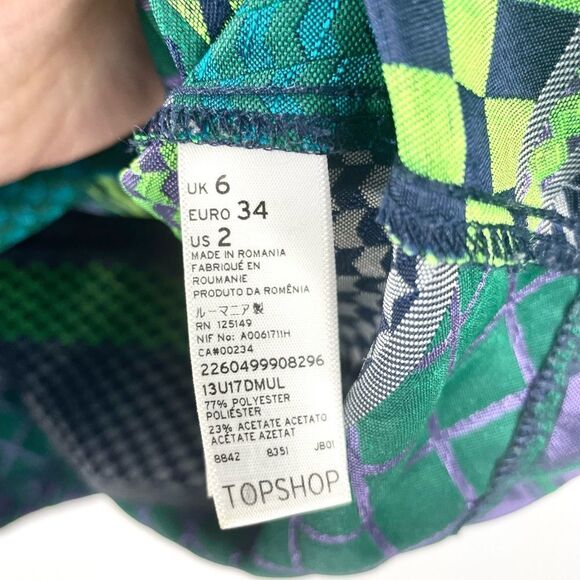 UK 6
EURO 34
US 2
MADE IN ROMANIA
FABRIQUÉ EN
ROUMANIE
PRODUTO DA ROMÊNIA
ルーマニア製
RN 125149
NIF No: A0061711H
CA#00234
2260499908296
13U17DMUL
77% POLYESTER
POLIÉSTER
23% ACETATE ACETATO
ACÉTATE AZETAT
8842 8351 JB01
TOPSHOP